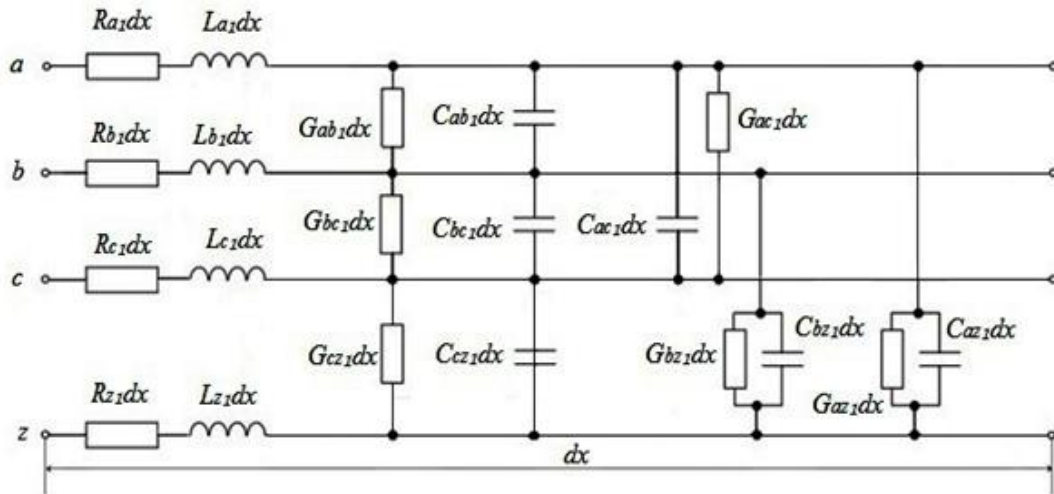 Ra1dx La1dx
a
Gab1dx Cab1dx Gac1dx
Rb1dx Lb1dx
b
Gbc1dx Cbc1dx Cac1dx
Rc1dx Lc1dx
c
Gcz1dx Ccz1dx Gbz1dx Cbz1dx Caz1dx
Gaz1dx
Rz1dx Lz1dx
z
dx